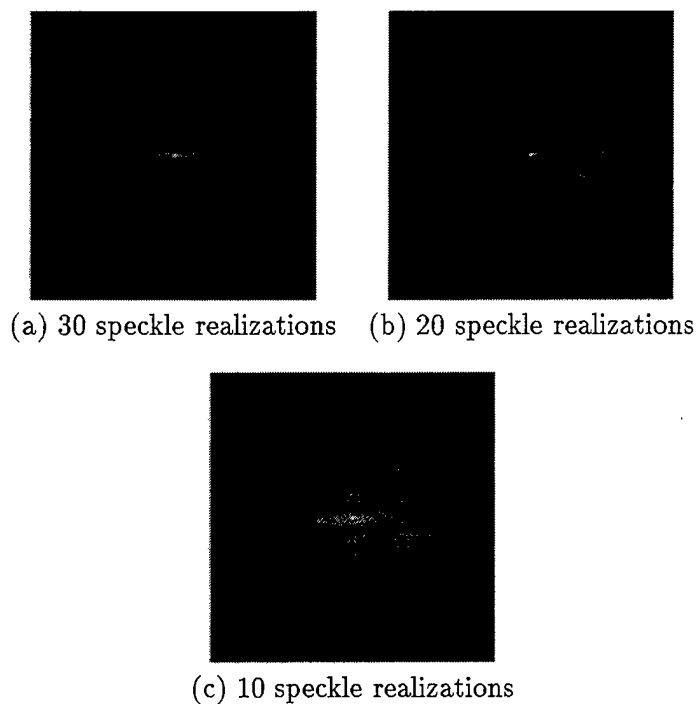 (a) 30 speckle realizations
(b) 20 speckle realizations
(c) 10 speckle realizations